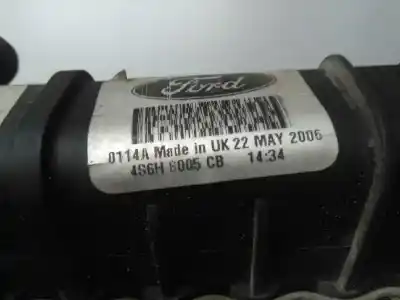 Ford
0114A Made in UK 22 MAY 2006
4S6H 8005 CB 14:34